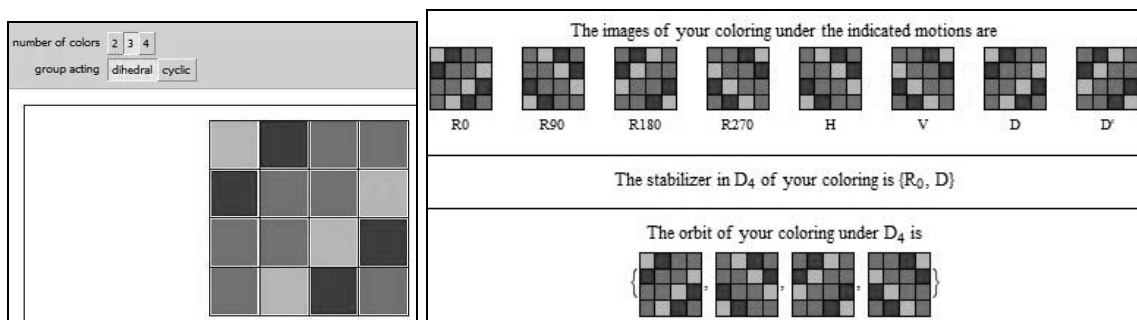 number of colors 2 3 4
group acting dihedral cyclic
The images of your coloring under the indicated motions are
R0 R90 R180 R270 H V D D'
The stabilizer in D₄ of your coloring is {R₀, D}
The orbit of your coloring under D₄ is
{ , , , }